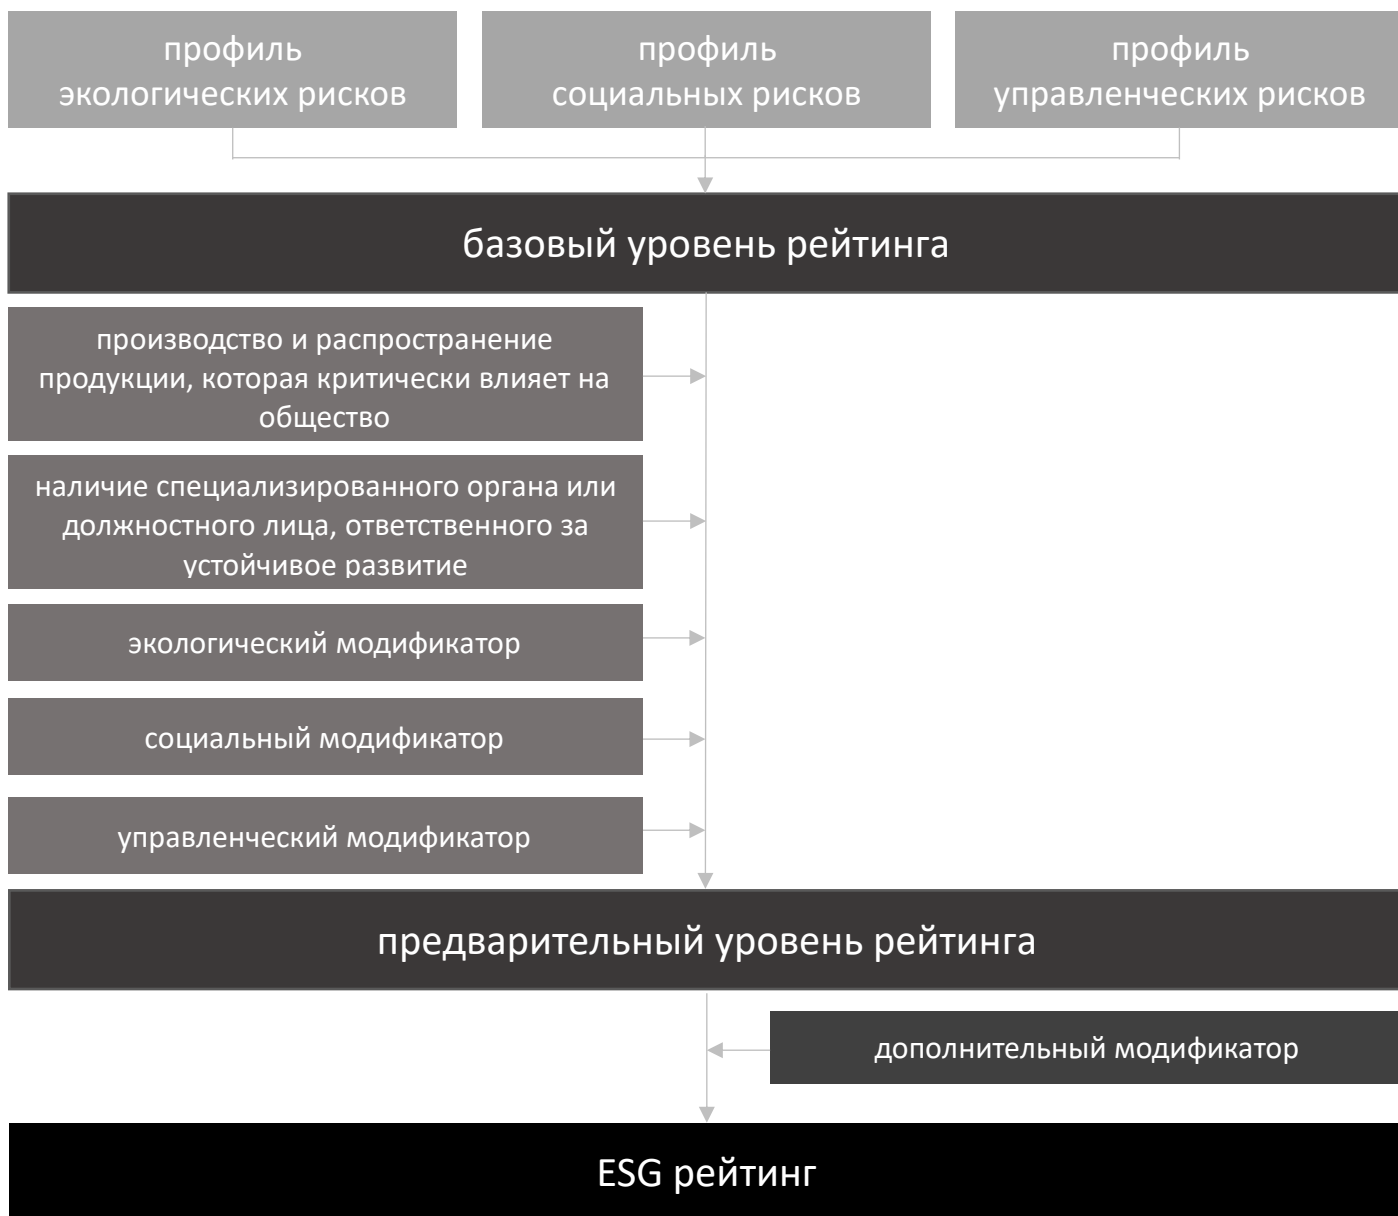 профиль
экологических рисков
профиль
социальных рисков
профиль
управленческих рисков
базовый уровень рейтинга
производство и распространение
продукции, которая критически влияет на
общество
наличие специализированного органа или
должностного лица, ответственного за
устойчивое развитие
экологический модификатор
социальный модификатор
управленческий модификатор
предварительный уровень рейтинга
дополнительный модификатор
ESG рейтинг